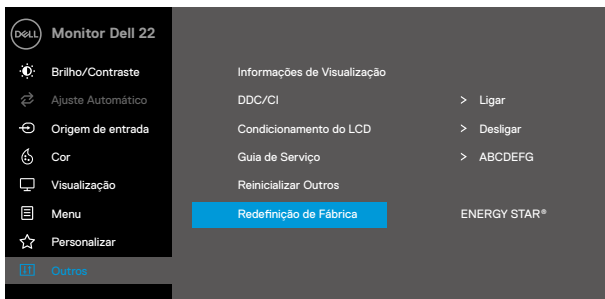 DELL Monitor Dell 22
Brilho/Contraste
Ajuste Automático
Origem de entrada
Cor
Visualização
Menu
Personalizar
Outros
Informações de Visualização
DDC/CI > Ligar
Condicionamento do LCD > Desligar
Guia de Serviço > ABCDEFG
Reinicializar Outros
Redefinição de Fábrica ENERGY STAR®